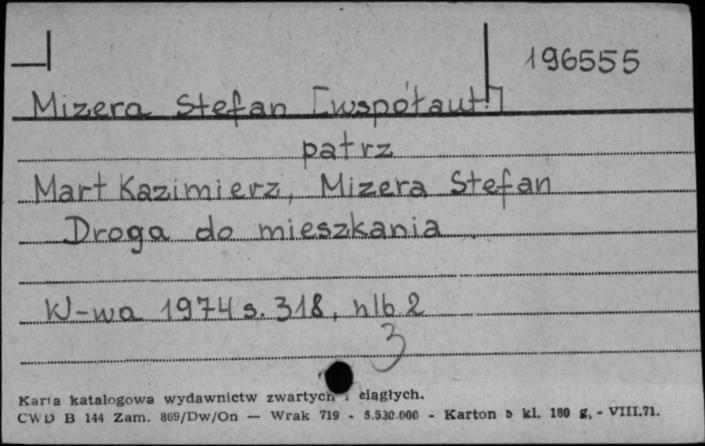 196555
Mizera Stefan [współaut.]
patrz
Mart Kazimierz, Mizera Stefan
Droga do mieszkania
W-wa 1974 s. 318, nlb. 2
3
Karta katalogowa wydawnictw zwartych i ciągłych.
CWD B 144 Zam. 869/Dw/On — Wrak 719 - 5.530.000 - Karton b kl. 180 g. - VIII.71.